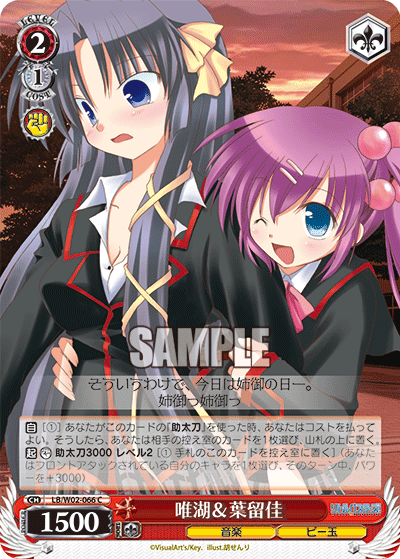 LEVEL
2
1
COST
SAMPLE
そういうわけで、今日は姉御の日ー。
姉御っ姉御っ
自 [①] あなたがこのカードの「助太刀」を使った時、あなたはコストを払ってよい。そうしたら、あなたは相手の控え室のカードを1枚選び、山札の上に置く。
自 助太刀3000 レベル2 [① 手札のこのカードを控え室に置く] (あなたはフロントアタックされている自分のキャラを1枚選び、そのターン中、パワーを+3000)
CH LB/W02-066 C
1500
唯湖&葉留佳
音楽
ビー玉
©VisualArt's/Key. illust.胡せんり